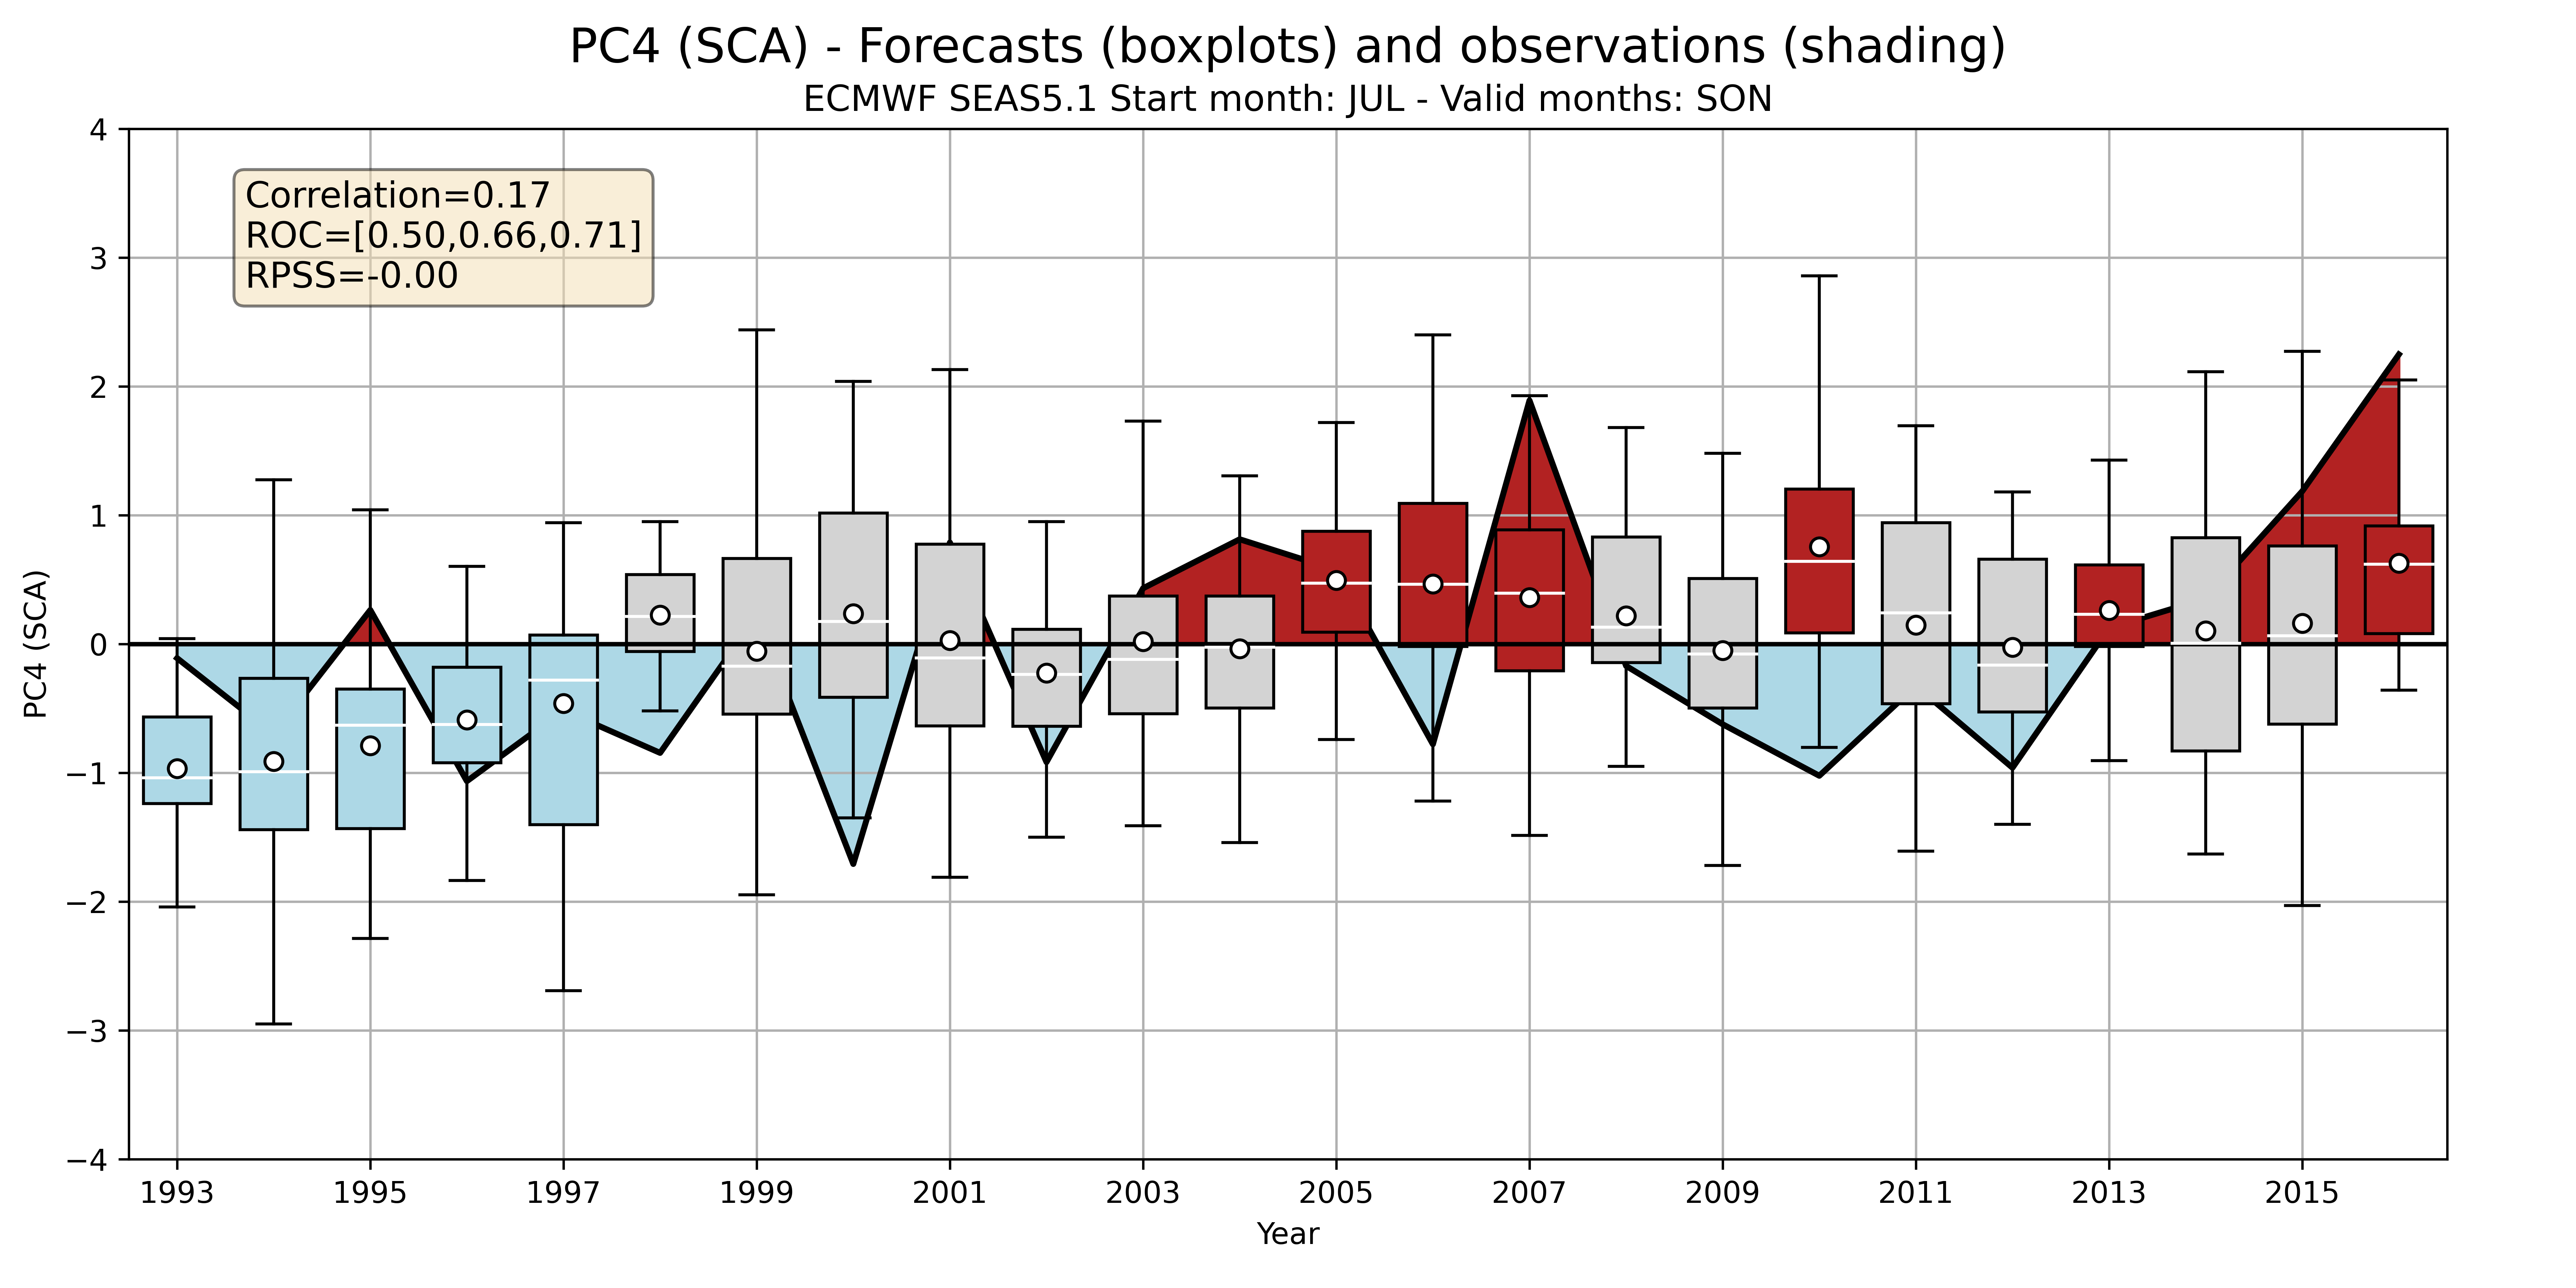 PC4 (SCA) - Forecasts (boxplots) and observations (shading)
ECMWF SEAS5.1 Start month: JUL - Valid months: SON
Correlation=0.17
ROC=[0.50,0.66,0.71]
RPSS=-0.00
PC4 (SCA)
4
3
2
1
0
−1
−2
−3
−4
1993 1995 1997 1999 2001 2003 2005 2007 2009 2011 2013 2015
Year